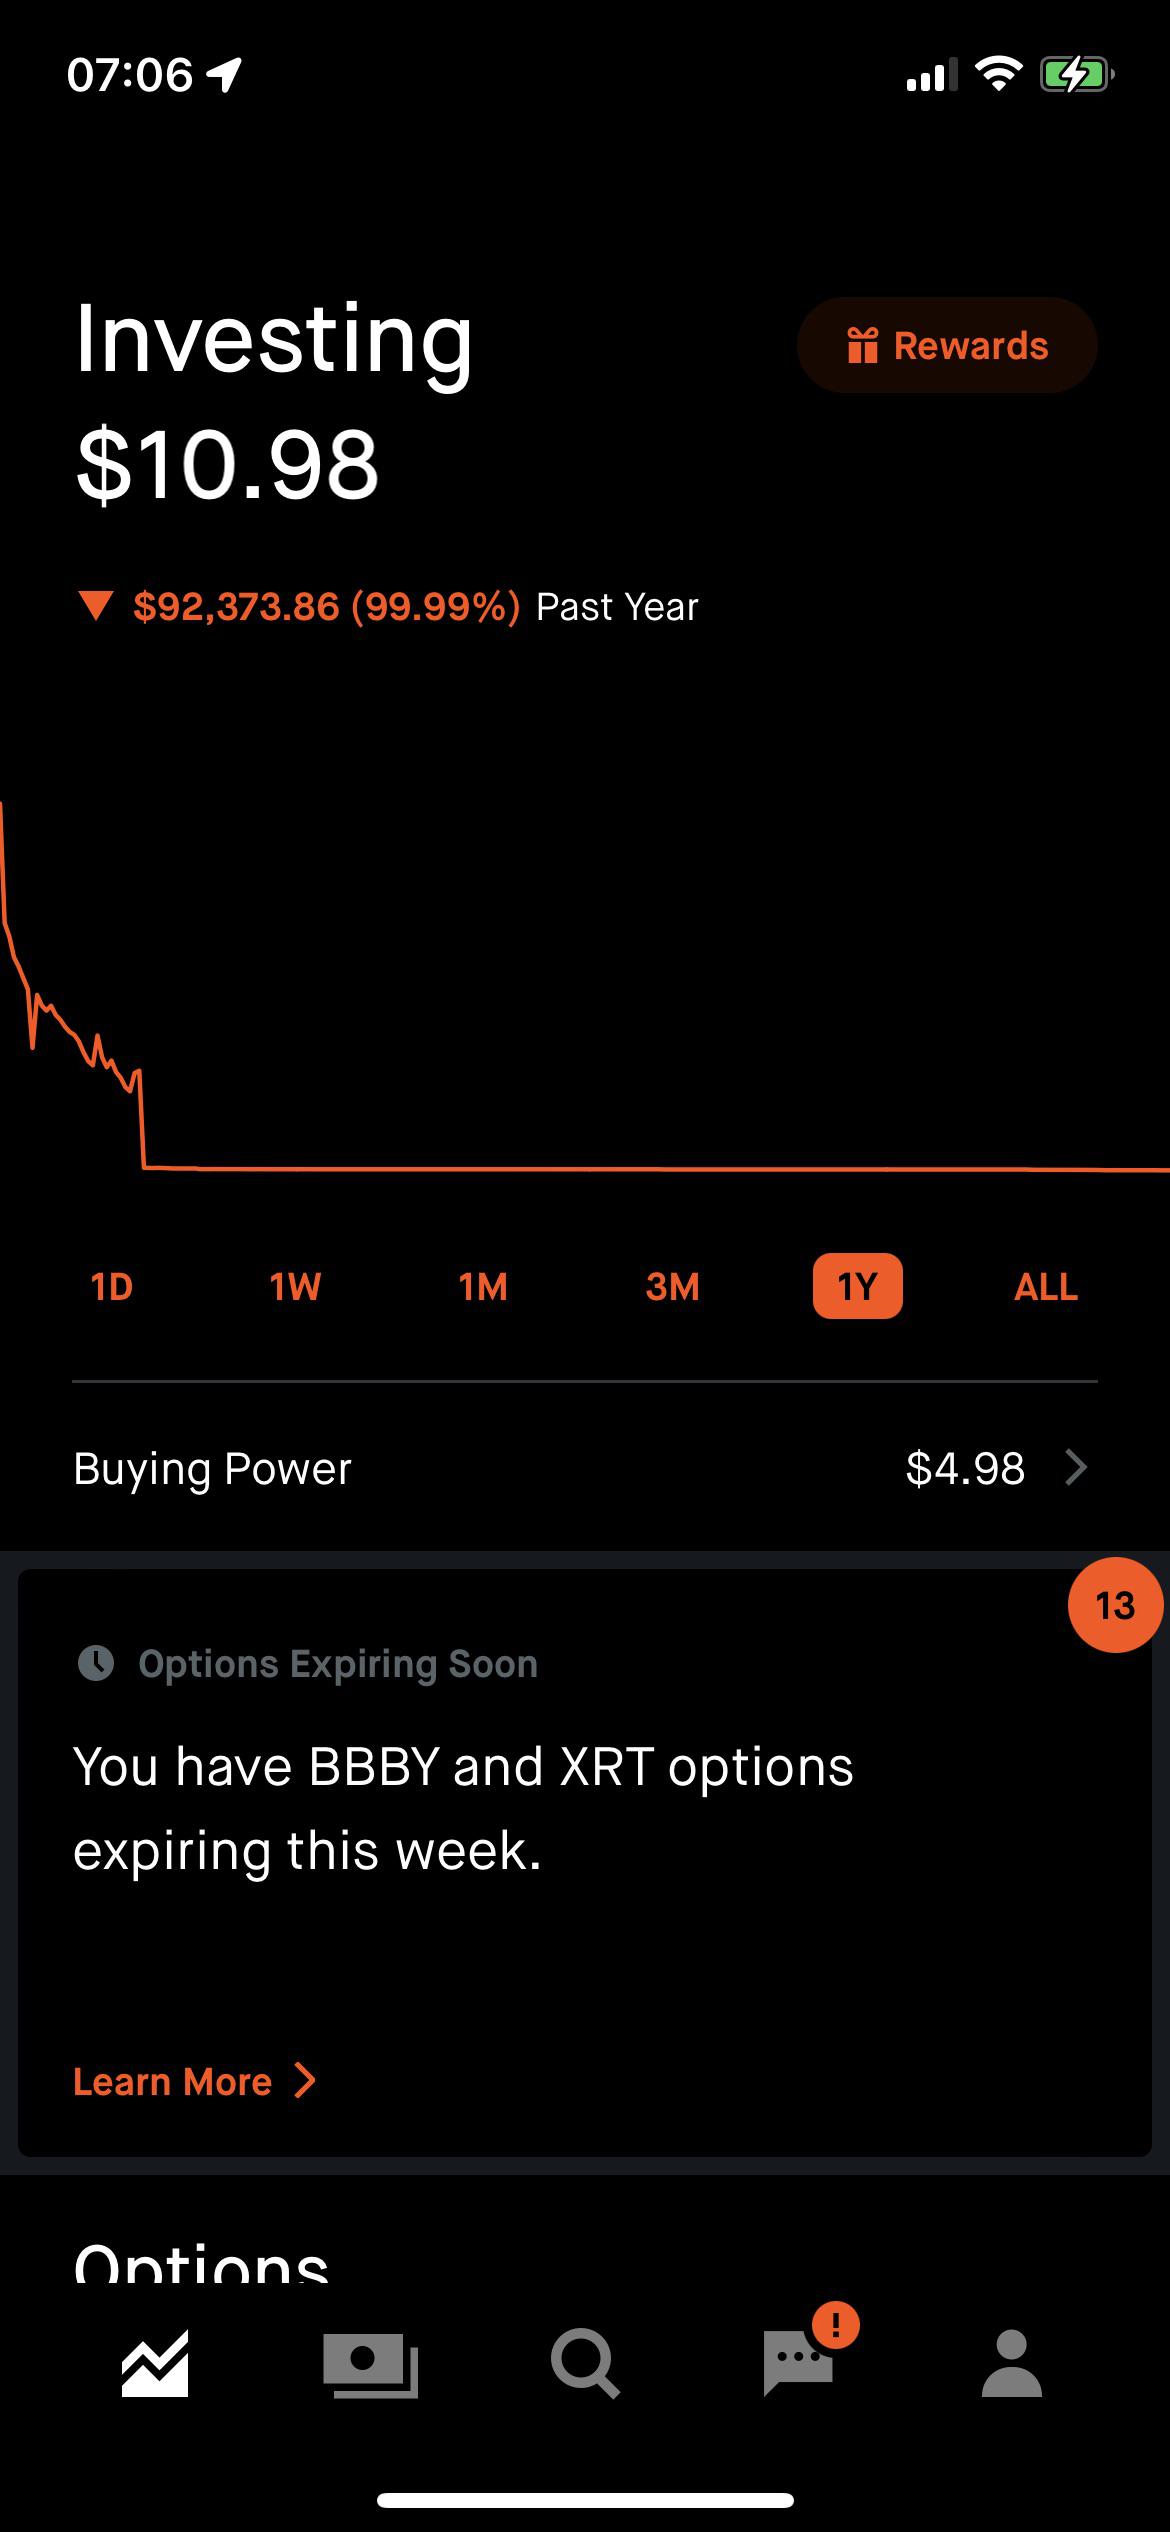 07:06
Investing
Rewards
$10.98
▼ $92,373.86 (99.99%) Past Year
1D 1W 1M 3M 1Y ALL
Buying Power $4.98
13
Options Expiring Soon
You have BBBY and XRT options
expiring this week.
Learn More
Options
!